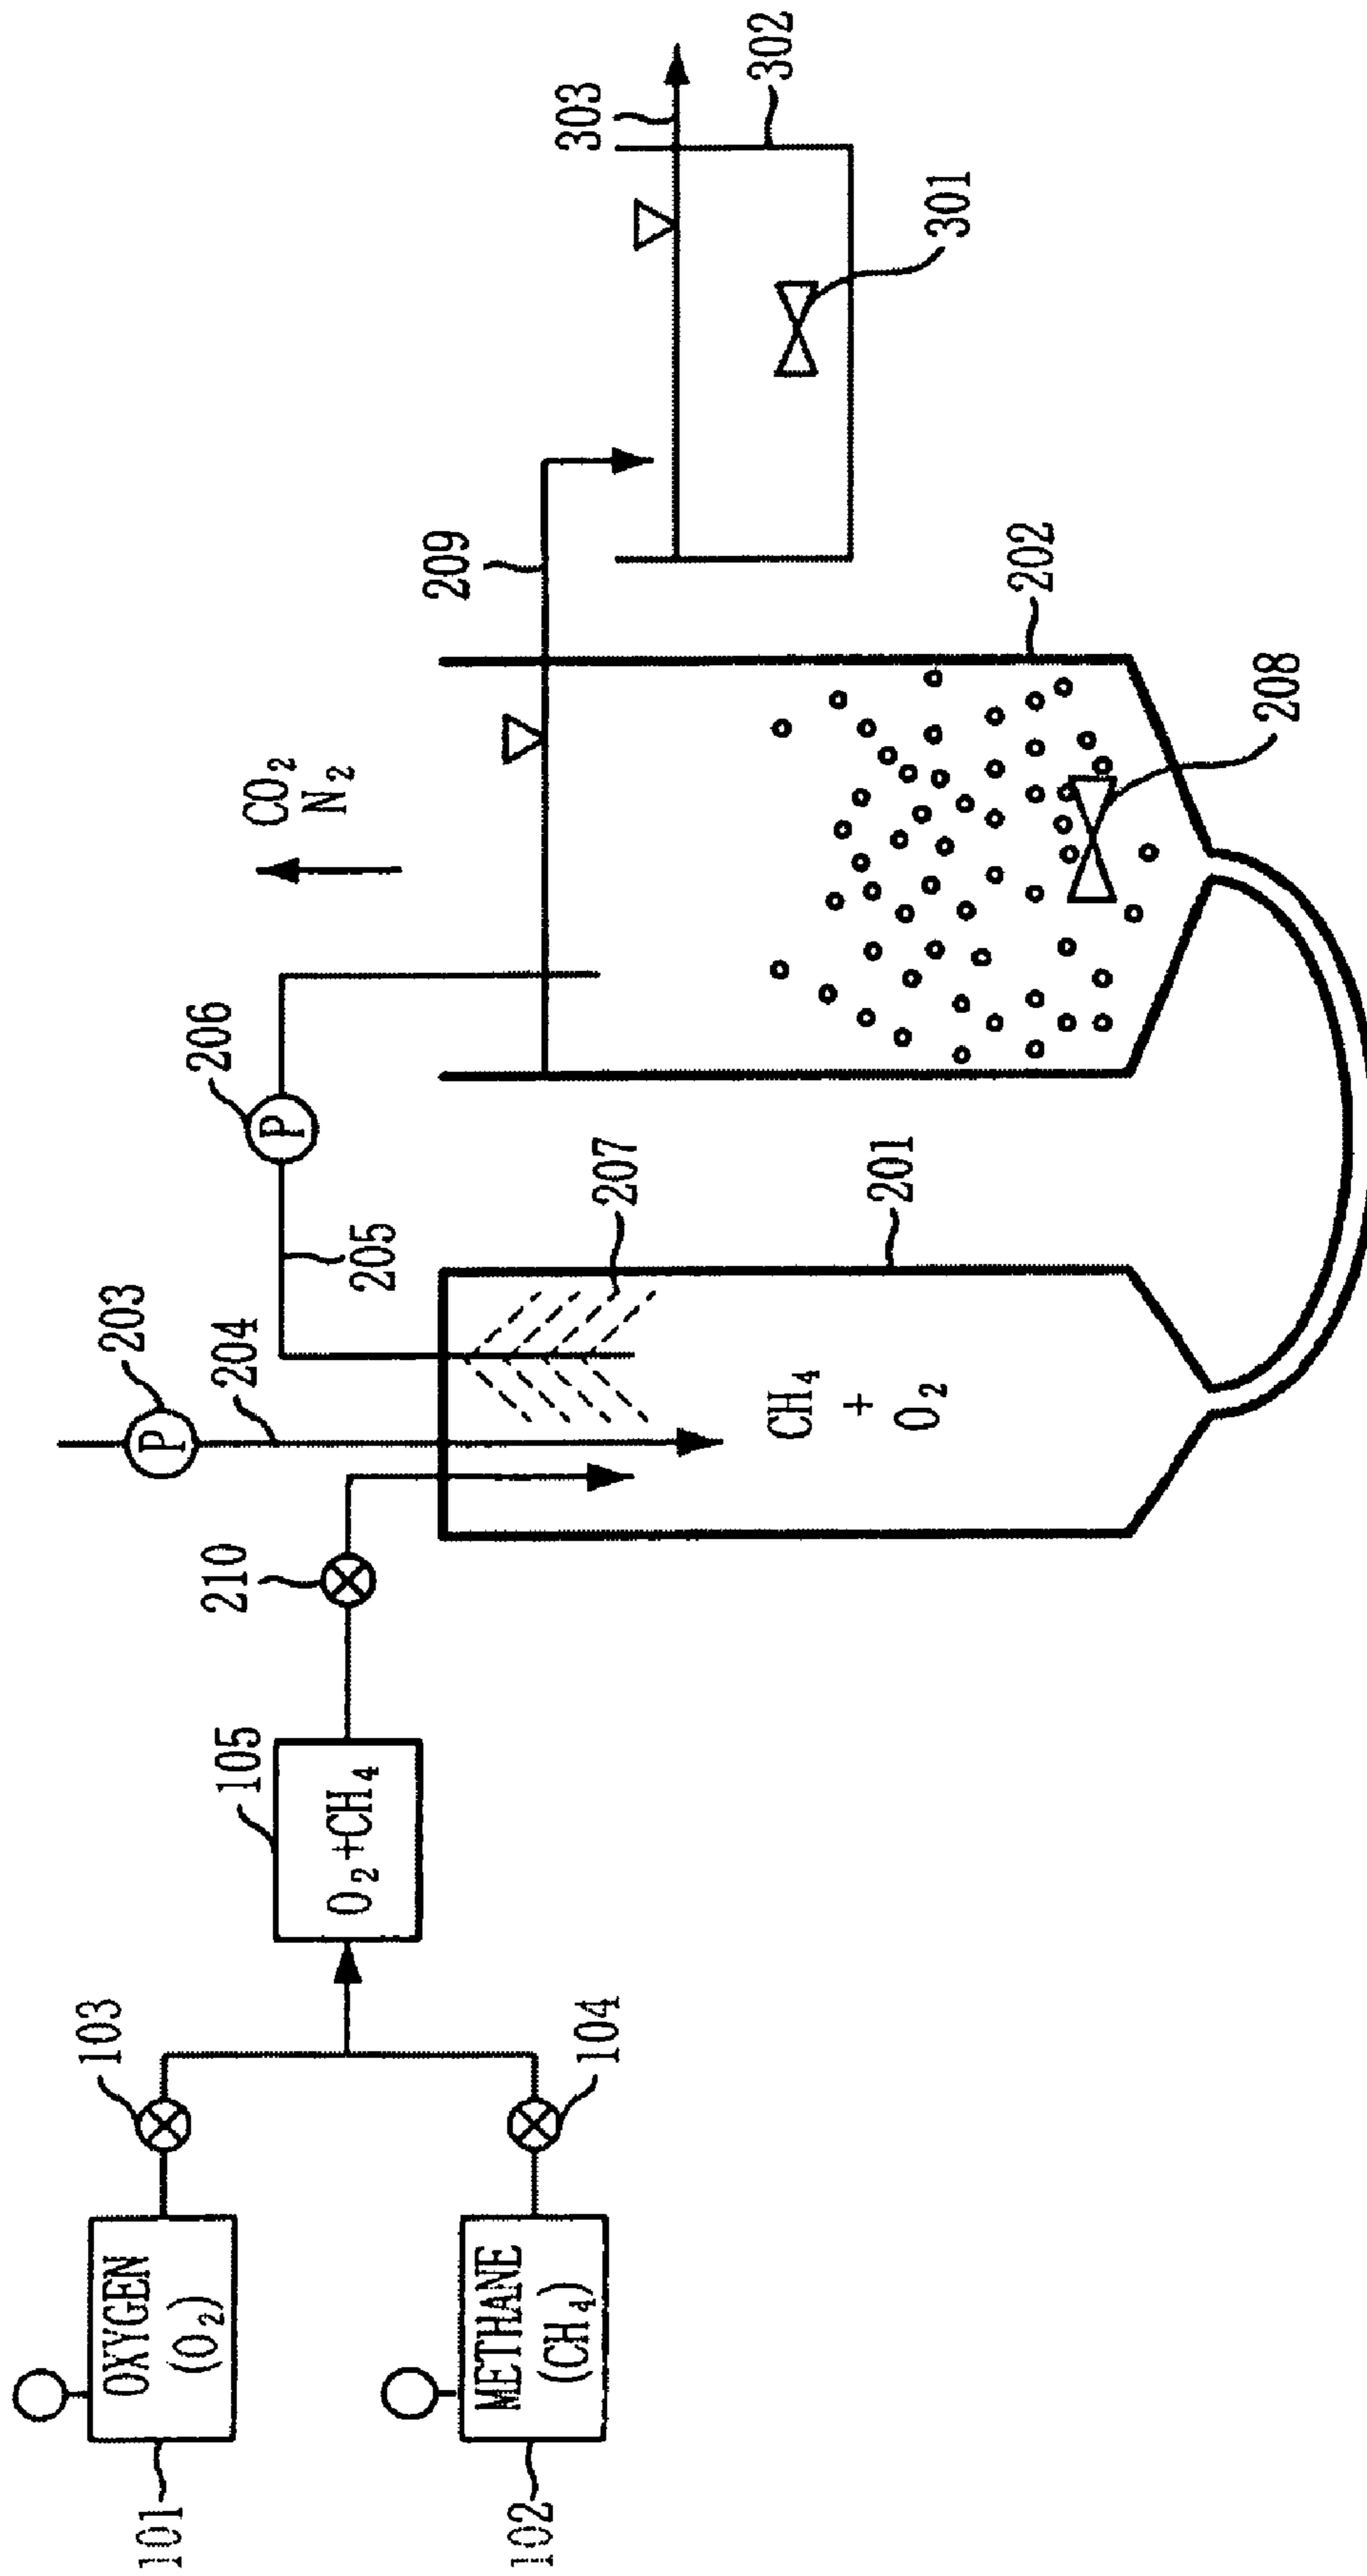 101
OXYGEN
(O₂)
103
102
METHANE
(CH₄)
104
105
O₂+CH₄
210
203
P
204
205
206
P
207
201
CH₄
+
O₂
CO₂
N₂
209
202
208
303
302
301